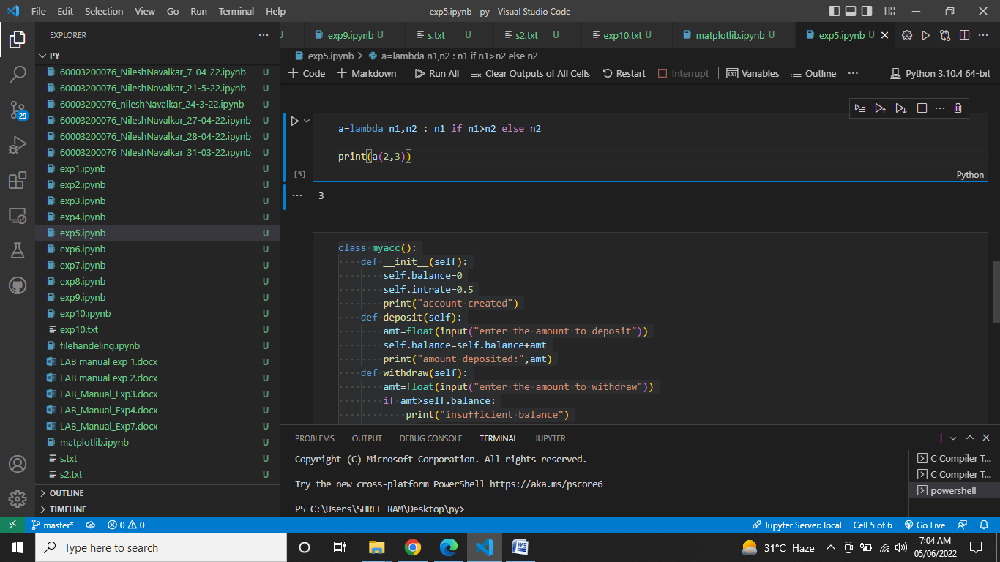 File Edit Selection View Go Run Terminal Help exp5.ipynb - py - Visual Studio Code
EXPLORER
PY
60003200076_NileshNavalkar_7-04-22.ipynb U
60003200076_NileshNavalkar_21-5-22.ipynb U
60003200076_nileshNavalkar_24-3-22.ipynb U
60003200076_NileshNavalkar_27-04-22.ipynb U
60003200076_NileshNavalkar_28-04-22.ipynb U
60003200076_NileshNavalkar_31-03-22.ipynb U
exp1.ipynb U
exp2.ipynb U
exp3.ipynb U
exp4.ipynb U
exp5.ipynb U
exp6.ipynb U
exp7.ipynb U
exp8.ipynb U
exp9.ipynb U
exp10.ipynb U
exp10.txt U
filehandeling.ipynb U
LAB manual exp 1.docx U
LAB manual exp 2.docx U
LAB_Manual_Exp3.docx U
LAB_Manual_Exp4.docx U
LAB_Manual_Exp7.docx U
matplotlib.ipynb U
s.txt U
s2.txt U
OUTLINE
TIMELINE
29
U exp9.ipynb U s.txt U s2.txt U exp10.txt U matplotlib.ipynb U exp5.ipynb U
exp5.ipynb > a=lambda n1,n2 : n1 if n1>n2 else n2
+ Code + Markdown Run All Clear Outputs of All Cells Restart Interrupt Variables Outline ... Python 3.10.4 64-bit
a=lambda n1,n2 : n1 if n1>n2 else n2
print(a(2,3))
[5]
Python
3
class myacc():
def __init__(self):
self.balance=0
self.intrate=0.5
print("account created")
def deposit(self):
amt=float(input("enter the amount to deposit"))
self.balance=self.balance+amt
print("amount deposited:",amt)
def withdraw(self):
amt=float(input("enter the amount to withdraw"))
if amt>self.balance:
print("insufficient balance")
PROBLEMS OUTPUT DEBUG CONSOLE TERMINAL JUPYTER
Copyright (C) Microsoft Corporation. All rights reserved.
Try the new cross-platform PowerShell https://aka.ms/pscore6
PS C:\Users\SHREE RAM\Desktop\py>
C Compiler T...
C Compiler T...
powershell
master* 0 0 Jupyter Server: local Cell 5 of 6 Go Live
Type here to search
31°C Haze
7:04 AM
05/06/2022